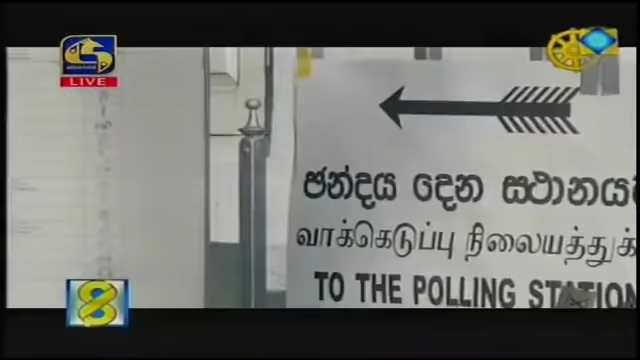 LIVE
ඡන්දය දෙන ස්ථානයට
வாக்கெடுப்பு நிலையத்துக்
TO THE POLLING STATION
8